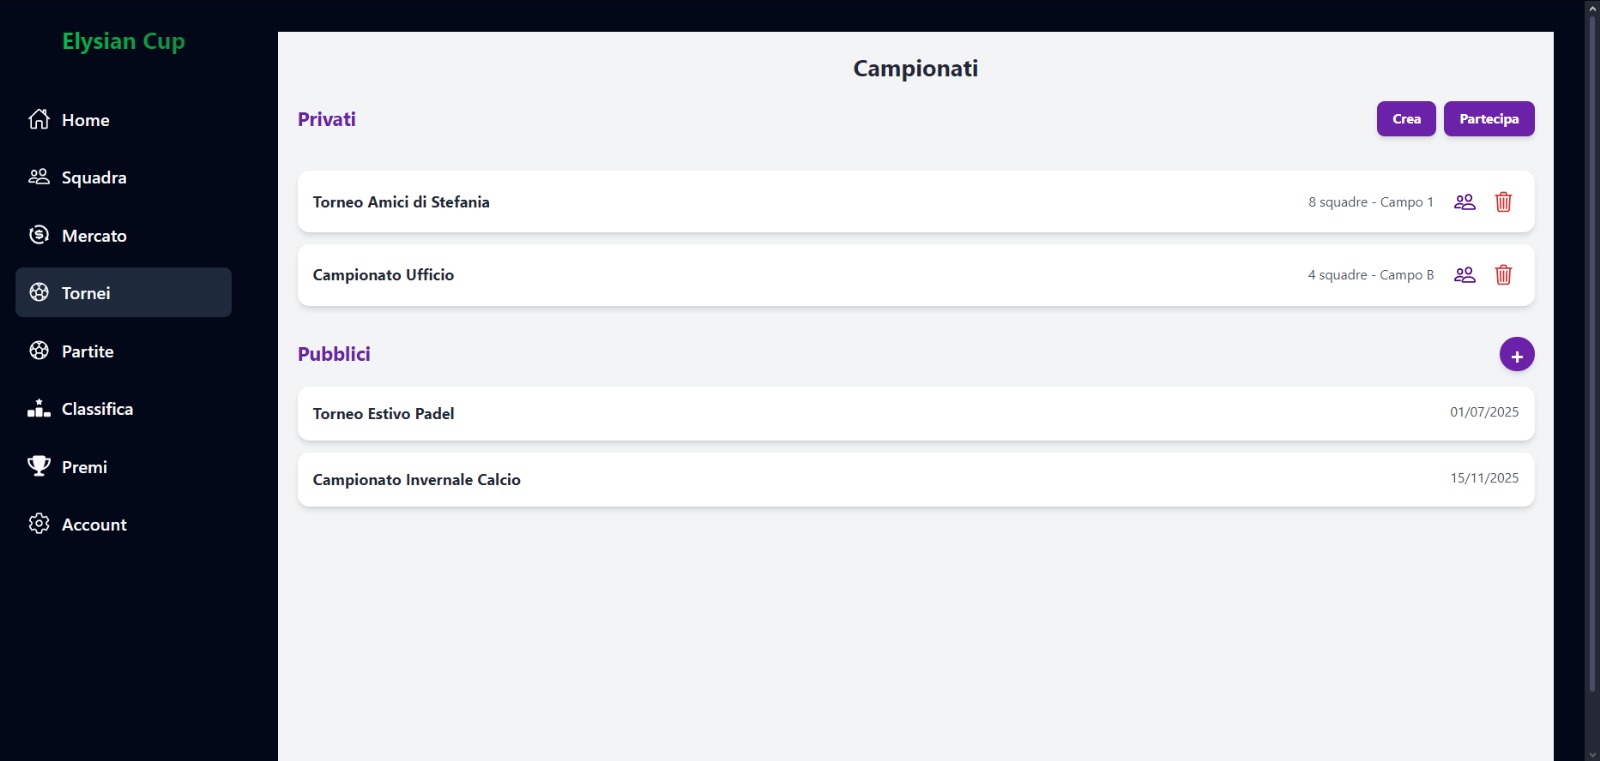 Elysian Cup
Home
Squadra
Mercato
Tornei
Partite
Classifica
Premi
Account
Campionati
Privati
Crea
Partecipa
Torneo Amici di Stefania
8 squadre - Campo 1
Campionato Ufficio
4 squadre - Campo B
Pubblici
+
Torneo Estivo Padel
01/07/2025
Campionato Invernale Calcio
15/11/2025